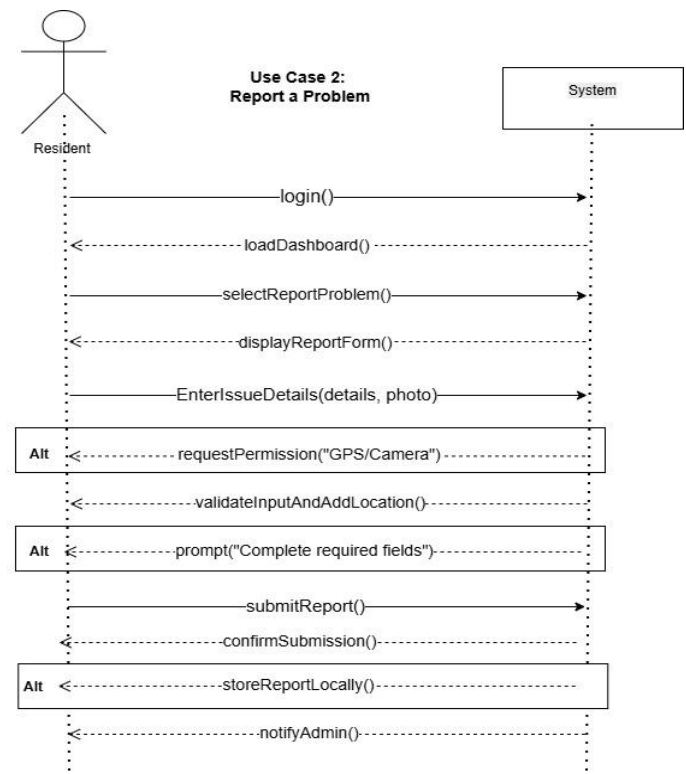 Use Case 2:
Report a Problem
System
Resident
login()
loadDashboard()
selectReportProblem()
displayReportForm()
EnterIssueDetails(details, photo)
Alt
requestPermission("GPS/Camera")
validateInputAndAddLocation()
Alt
prompt("Complete required fields")
submitReport()
confirmSubmission()
Alt
storeReportLocally()
notifyAdmin()